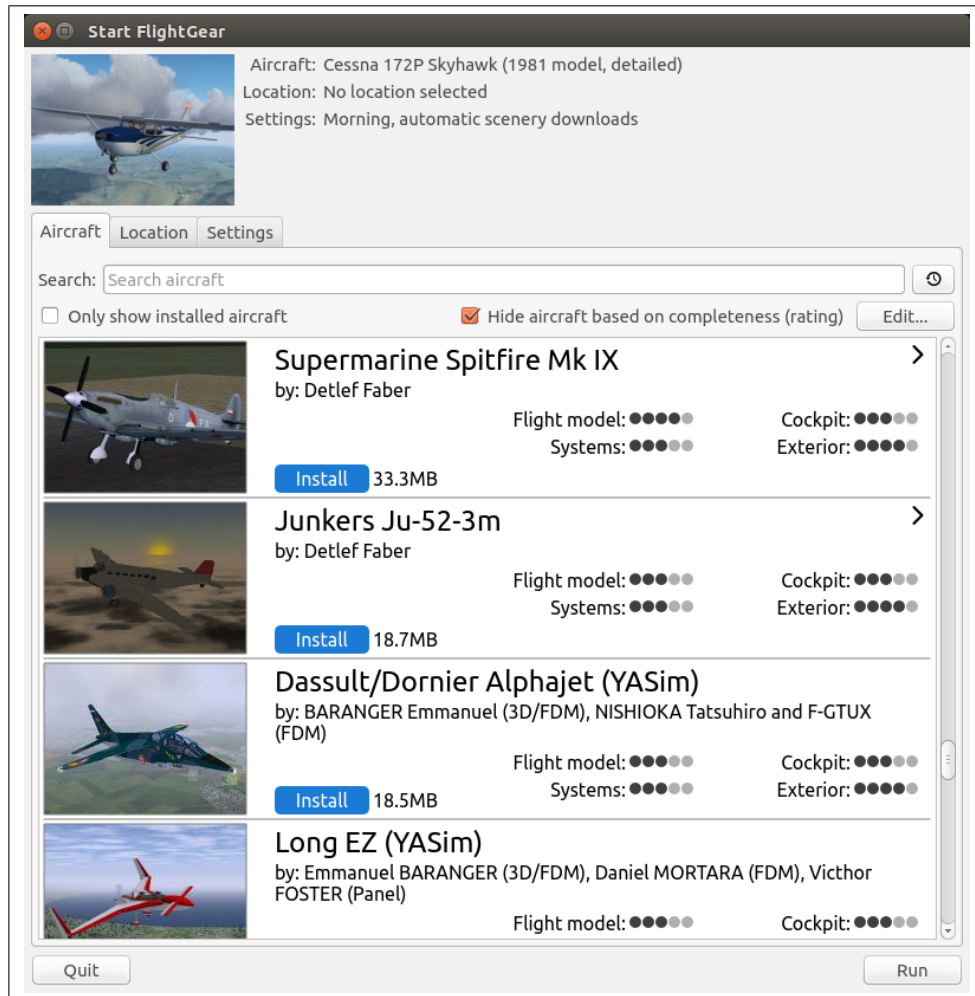 Start FlightGear
Aircraft: Cessna 172P Skyhawk (1981 model, detailed)
Location: No location selected
Settings: Morning, automatic scenery downloads
Aircraft Location Settings
Search: Search aircraft
Only show installed aircraft Hide aircraft based on completeness (rating) Edit...
Supermarine Spitfire Mk IX
by: Detlef Faber
Flight model: Cockpit:
Systems: Exterior:
Install 33.3MB
Junkers Ju-52-3m
by: Detlef Faber
Flight model: Cockpit:
Systems: Exterior:
Install 18.7MB
Dassult/Dornier Alphajet (YASim)
by: BARANGER Emmanuel (3D/FDM), NISHIOKA Tatsuhiro and F-GTUX
(FDM)
Flight model: Cockpit:
Systems: Exterior:
Install 18.5MB
Long EZ (YASim)
by: Emmanuel BARANGER (3D/FDM), Daniel MORTARA (FDM), Victhor
FOSTER (Panel)
Flight model: Cockpit:
Quit Run